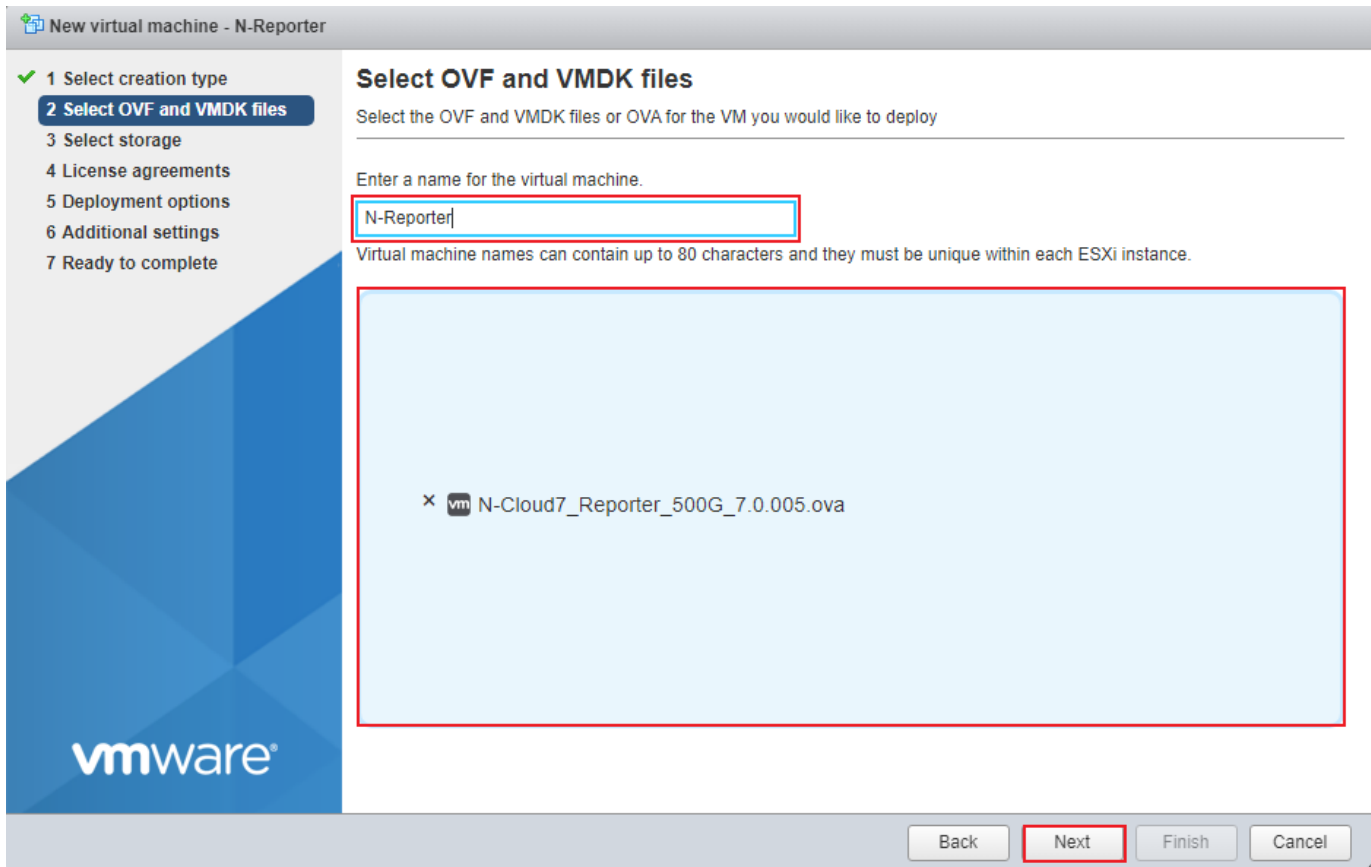 New virtual machine - N-Reporter
1 Select creation type
2 Select OVF and VMDK files
3 Select storage
4 License agreements
5 Deployment options
6 Additional settings
7 Ready to complete
vmware®
Select OVF and VMDK files
Select the OVF and VMDK files or OVA for the VM you would like to deploy
Enter a name for the virtual machine.
N-Reporter
Virtual machine names can contain up to 80 characters and they must be unique within each ESXi instance.
× vm N-Cloud7_Reporter_500G_7.0.005.ova
Back Next Finish Cancel